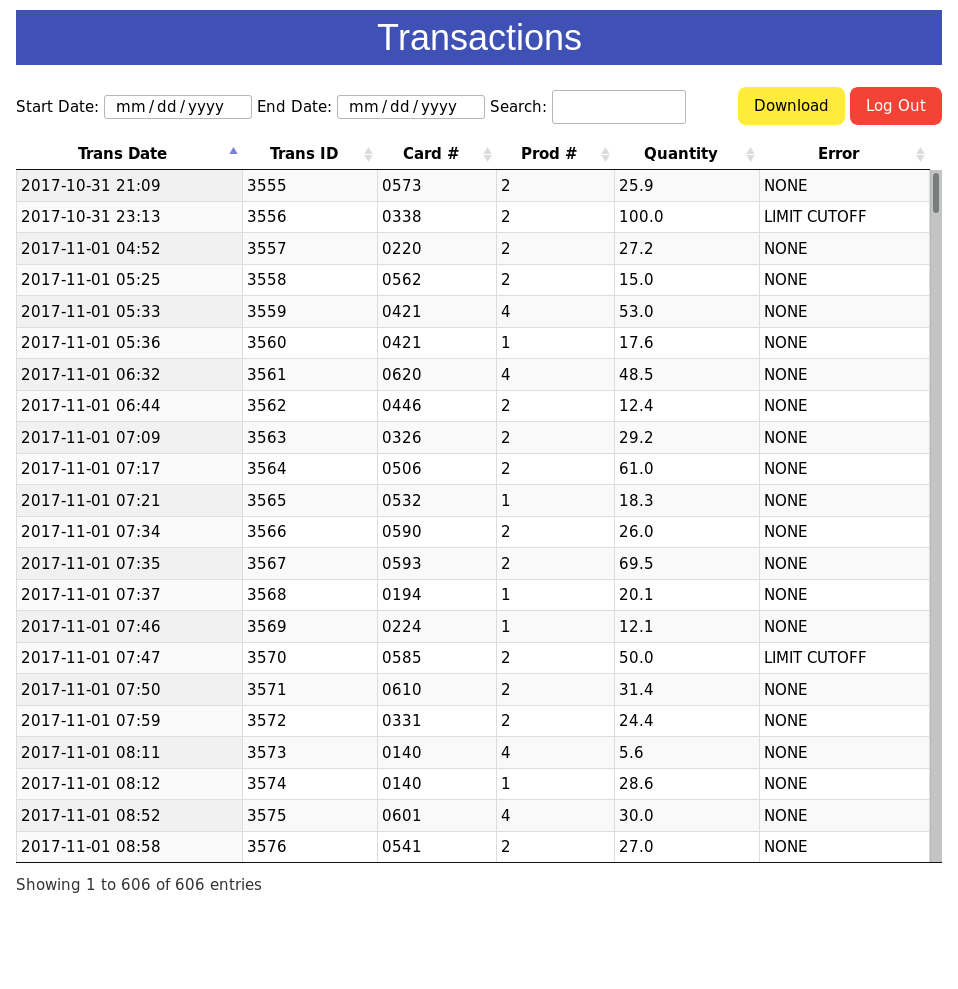 Transactions
Start Date: mm/dd/yyyy End Date: mm/dd/yyyy Search: Download Log Out
Trans Date Trans ID Card # Prod # Quantity Error
2017-10-31 21:09 3555 0573 2 25.9 NONE
2017-10-31 23:13 3556 0338 2 100.0 LIMIT CUTOFF
2017-11-01 04:52 3557 0220 2 27.2 NONE
2017-11-01 05:25 3558 0562 2 15.0 NONE
2017-11-01 05:33 3559 0421 4 53.0 NONE
2017-11-01 05:36 3560 0421 1 17.6 NONE
2017-11-01 06:32 3561 0620 4 48.5 NONE
2017-11-01 06:44 3562 0446 2 12.4 NONE
2017-11-01 07:09 3563 0326 2 29.2 NONE
2017-11-01 07:17 3564 0506 2 61.0 NONE
2017-11-01 07:21 3565 0532 1 18.3 NONE
2017-11-01 07:34 3566 0590 2 26.0 NONE
2017-11-01 07:35 3567 0593 2 69.5 NONE
2017-11-01 07:37 3568 0194 1 20.1 NONE
2017-11-01 07:46 3569 0224 1 12.1 NONE
2017-11-01 07:47 3570 0585 2 50.0 LIMIT CUTOFF
2017-11-01 07:50 3571 0610 2 31.4 NONE
2017-11-01 07:59 3572 0331 2 24.4 NONE
2017-11-01 08:11 3573 0140 4 5.6 NONE
2017-11-01 08:12 3574 0140 1 28.6 NONE
2017-11-01 08:52 3575 0601 4 30.0 NONE
2017-11-01 08:58 3576 0541 2 27.0 NONE
Showing 1 to 606 of 606 entries